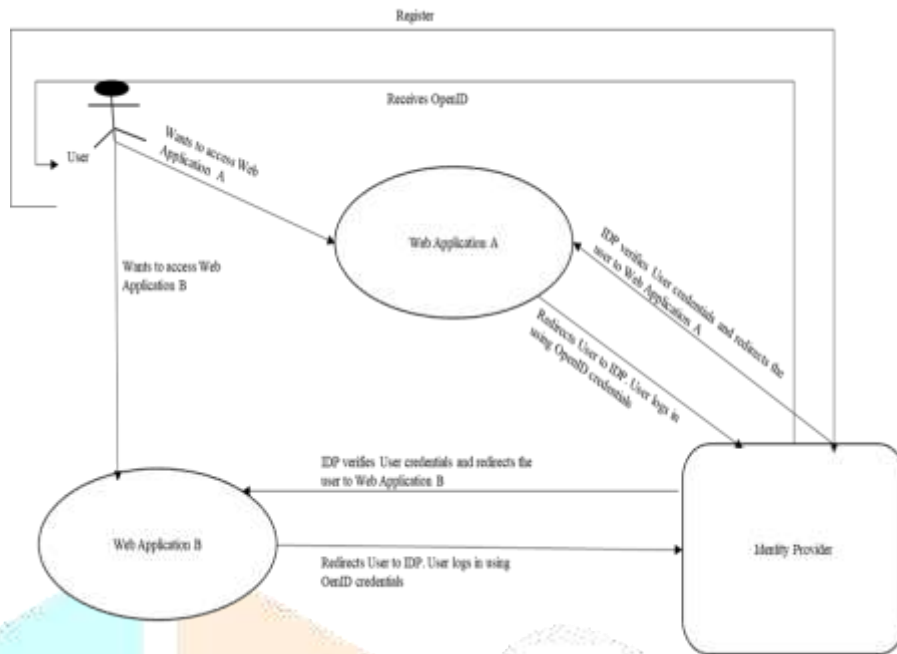 Register
Receives OpenID
User
Wants to access Web
Application A
Web Application A
IDP verifies User credentials and redirects the
user to Web Application A
Wants to access Web
Application B
Redirects User to IDP. User logs in
using OpenID credentials
IDP verifies User credentials and redirects the
user to Web Application B
Web Application B
Identity Provider
Redirects User to IDP. User logs in using
OenID credentials